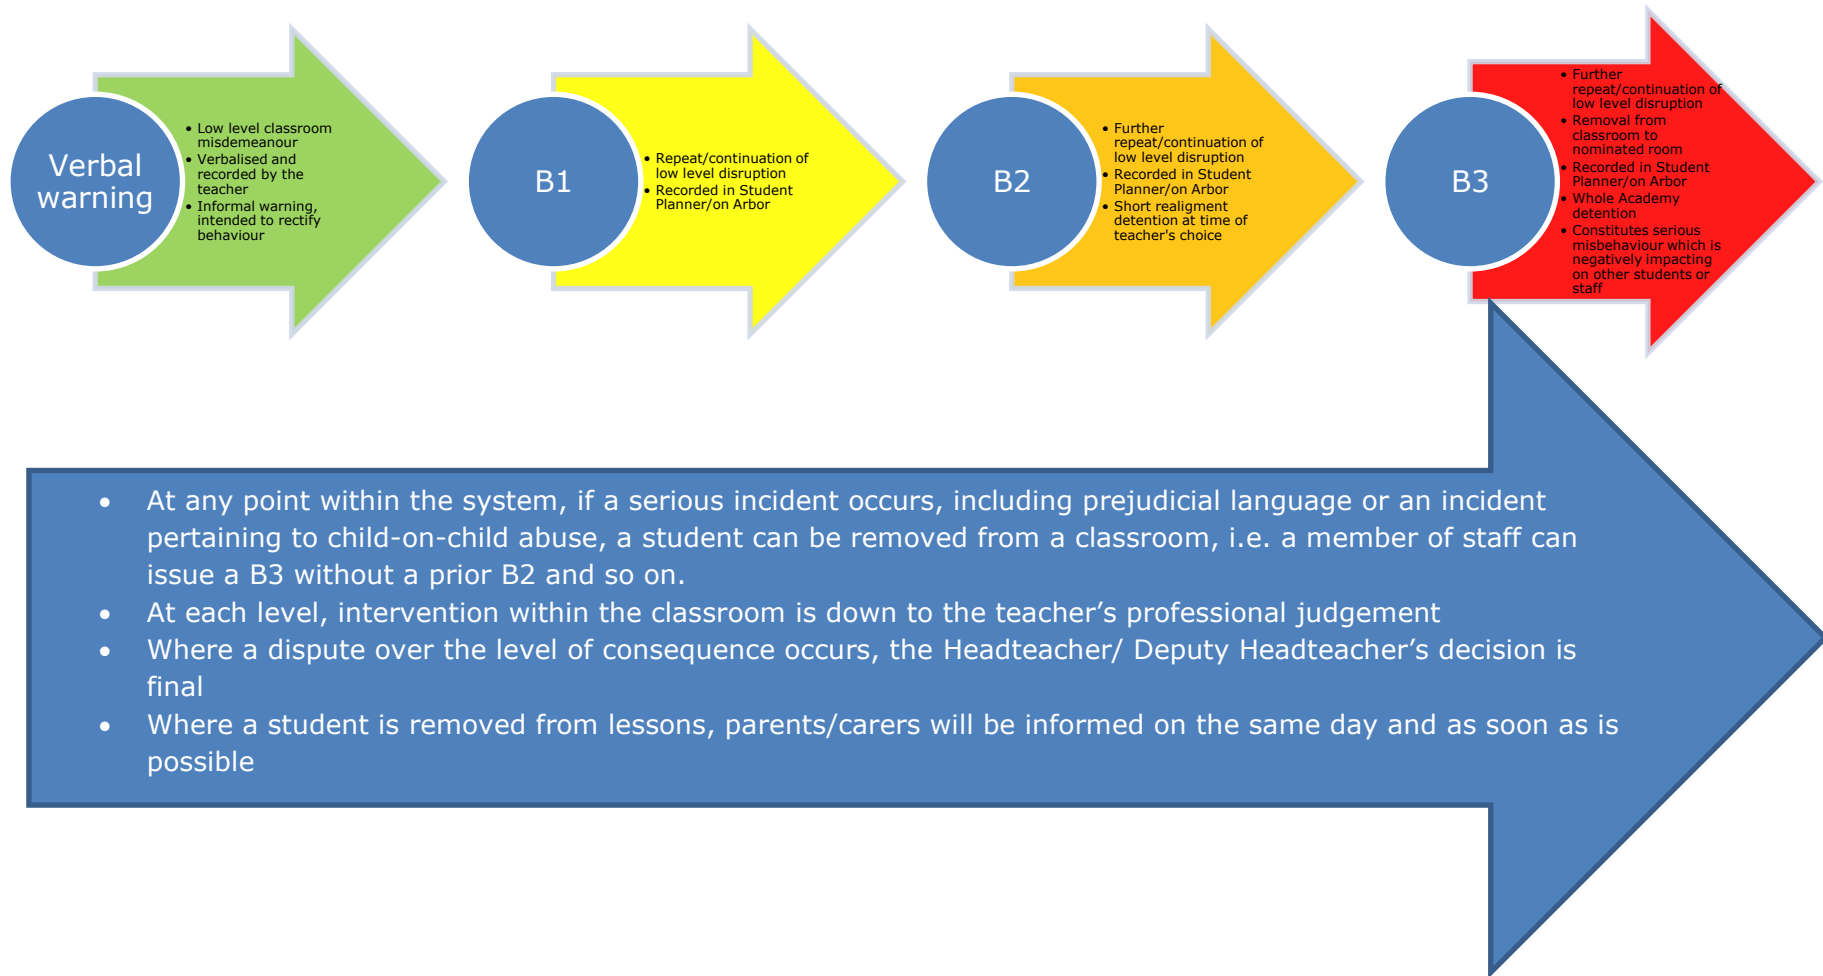 Verbal
warning
• Low level classroom
misdemeanour
• Verbalised and
recorded by the
teacher
• Informal warning,
intended to rectify
behaviour
B1
• Repeat/continuation of
low level disruption
• Recorded in Student
Planner/on Arbor
B2
• Further
repeat/continuation of
low level disruption
• Recorded in Student
Planner/on Arbor
• Short realigment
detention at time of
teacher's choice
B3
• Further
repeat/continuation of
low level disruption
• Removal from
classroom to
nominated room
• Recorded in Student
Planner/on Arbor
• Whole Academy
detention
• Constitutes serious
misbehaviour which is
negatively impacting
on other students or
staff
• At any point within the system, if a serious incident occurs, including prejudicial language or an incident
pertaining to child-on-child abuse, a student can be removed from a classroom, i.e. a member of staff can
issue a B3 without a prior B2 and so on.
• At each level, intervention within the classroom is down to the teacher’s professional judgement
• Where a dispute over the level of consequence occurs, the Headteacher/ Deputy Headteacher’s decision is
final
• Where a student is removed from lessons, parents/carers will be informed on the same day and as soon as is
possible